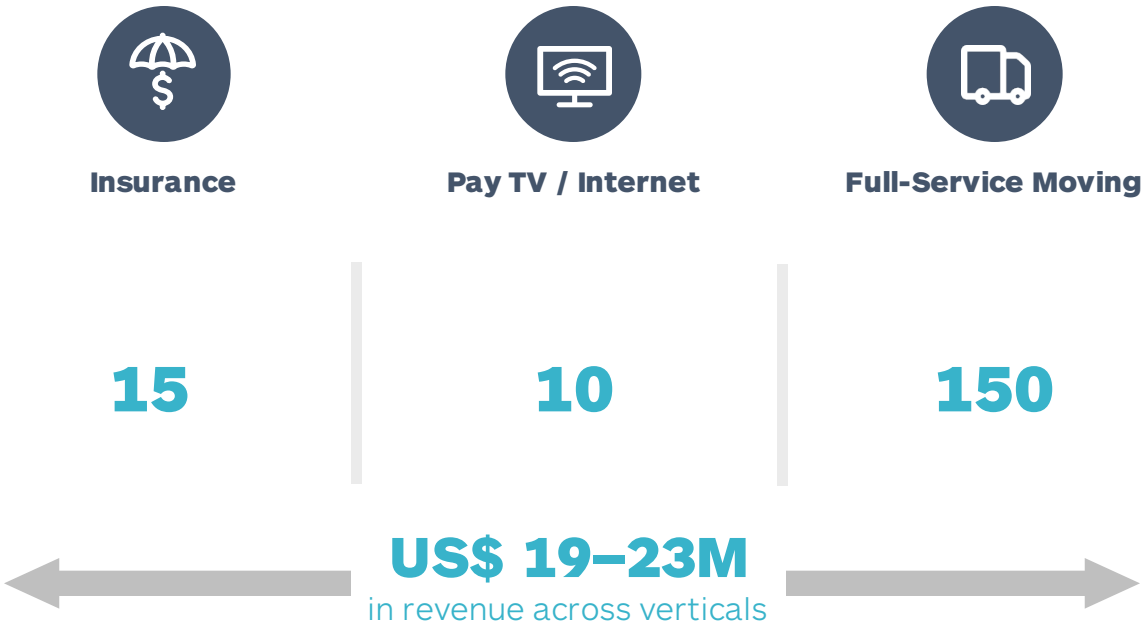 Insurance
Pay TV / Internet
Full-Service Moving
15
10
150
US$ 19–23M
in revenue across verticals